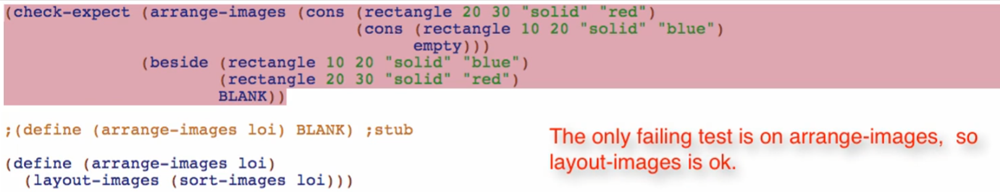 (check-expect (arrange-images (cons (rectangle 20 30 "solid" "red")
(cons (rectangle 10 20 "solid" "blue")
empty)))
(beside (rectangle 10 20 "solid" "blue")
(rectangle 20 30 "solid" "red")
BLANK))
;(define (arrange-images loi) BLANK) ;stub
(define (arrange-images loi)
(layout-images (sort-images loi)))
The only failing test is on arrange-images, so
layout-images is ok.